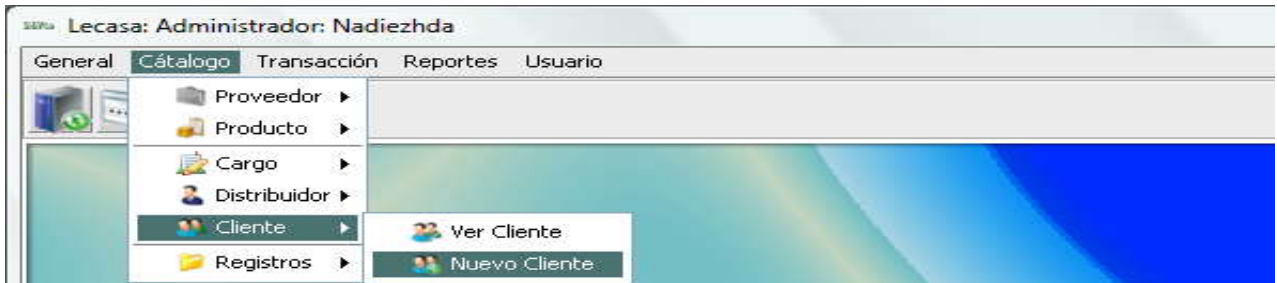 Lecasa: Administrador: Nadiezhda
General Cátalogo Transacción Reportes Usuario
Proveedor
Producto
Cargo
Distribuidor
Cliente
Ver Cliente
Registros
Nuevo Cliente